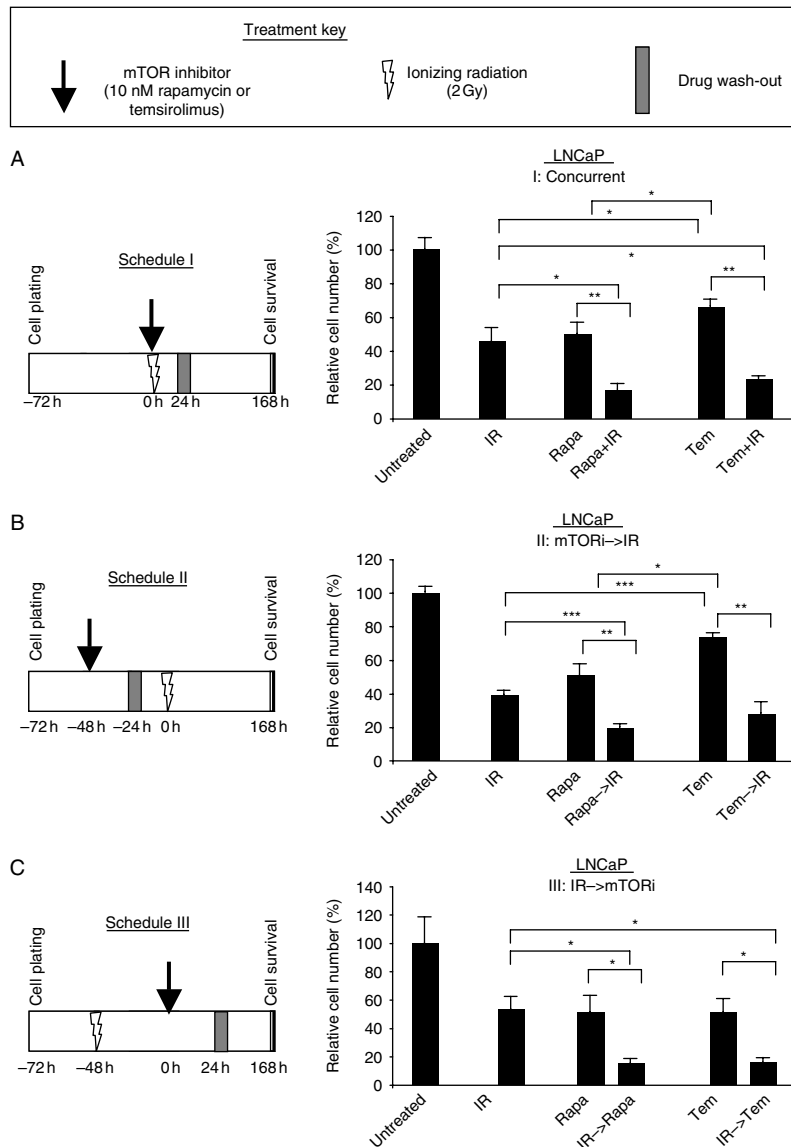 Treatment key
mTOR inhibitor
(10 nM rapamycin or
temsirolimus)
Ionizing radiation
(2 Gy)
Drug wash-out
A
Schedule I
Cell plating
Cell survival
–72 h
0 h
24 h
168 h
LNCaP
I: Concurrent
Relative cell number (%)
120
100
80
60
40
20
0
*
*
*
*
**
**
Untreated
IR
Rapa
Rapa+IR
Tem
Tem+IR
B
Schedule II
Cell plating
Cell survival
–72 h
–48 h
–24 h
0 h
168 h
LNCaP
II: mTORi–>IR
Relative cell number (%)
120
100
80
60
40
20
0
*
***
***
**
**
Untreated
IR
Rapa
Rapa–>IR
Tem
Tem–>IR
C
Schedule III
Cell plating
Cell survival
–72 h
–48 h
0 h
24 h
168 h
LNCaP
III: IR–>mTORi
Relative cell number (%)
140
120
100
80
60
40
20
0
*
*
*
*
Untreated
IR
Rapa
IR–>Rapa
Tem
IR–>Tem